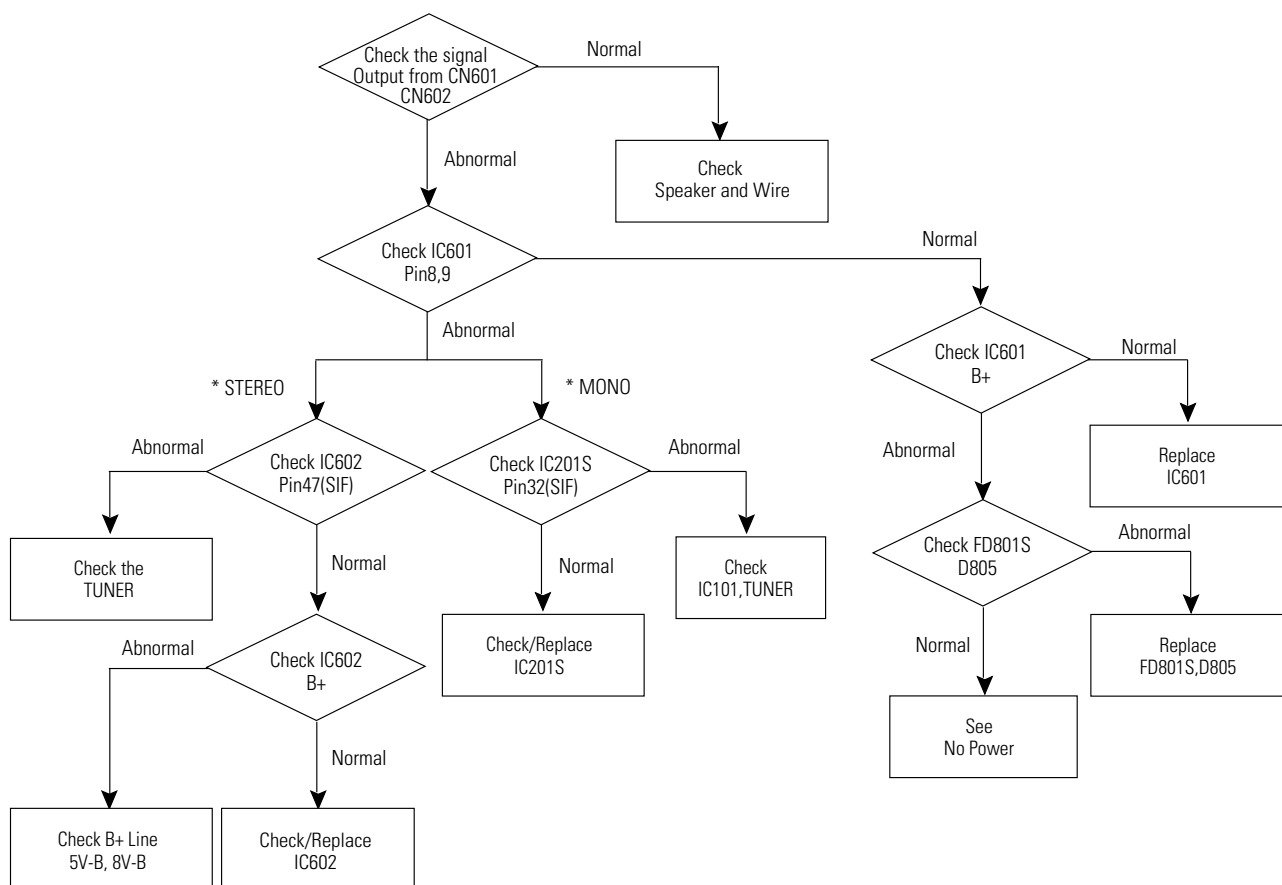 Check the signal
Output from CN601
CN602
Normal
Abnormal
Check
Speaker and Wire
Check IC601
Pin8,9
Normal
Abnormal
* STEREO
* MONO
Check IC601
B+
Normal
Abnormal
Replace
IC601
Abnormal
Check IC602
Pin47(SIF)
Check IC201S
Pin32(SIF)
Abnormal
Check the
TUNER
Normal
Normal
Check
IC101,TUNER
Check FD801S
D805
Abnormal
Normal
Replace
FD801S,D805
Abnormal
Check IC602
B+
Check/Replace
IC201S
See
No Power
Normal
Check B+ Line
5V-B, 8V-B
Check/Replace
IC602